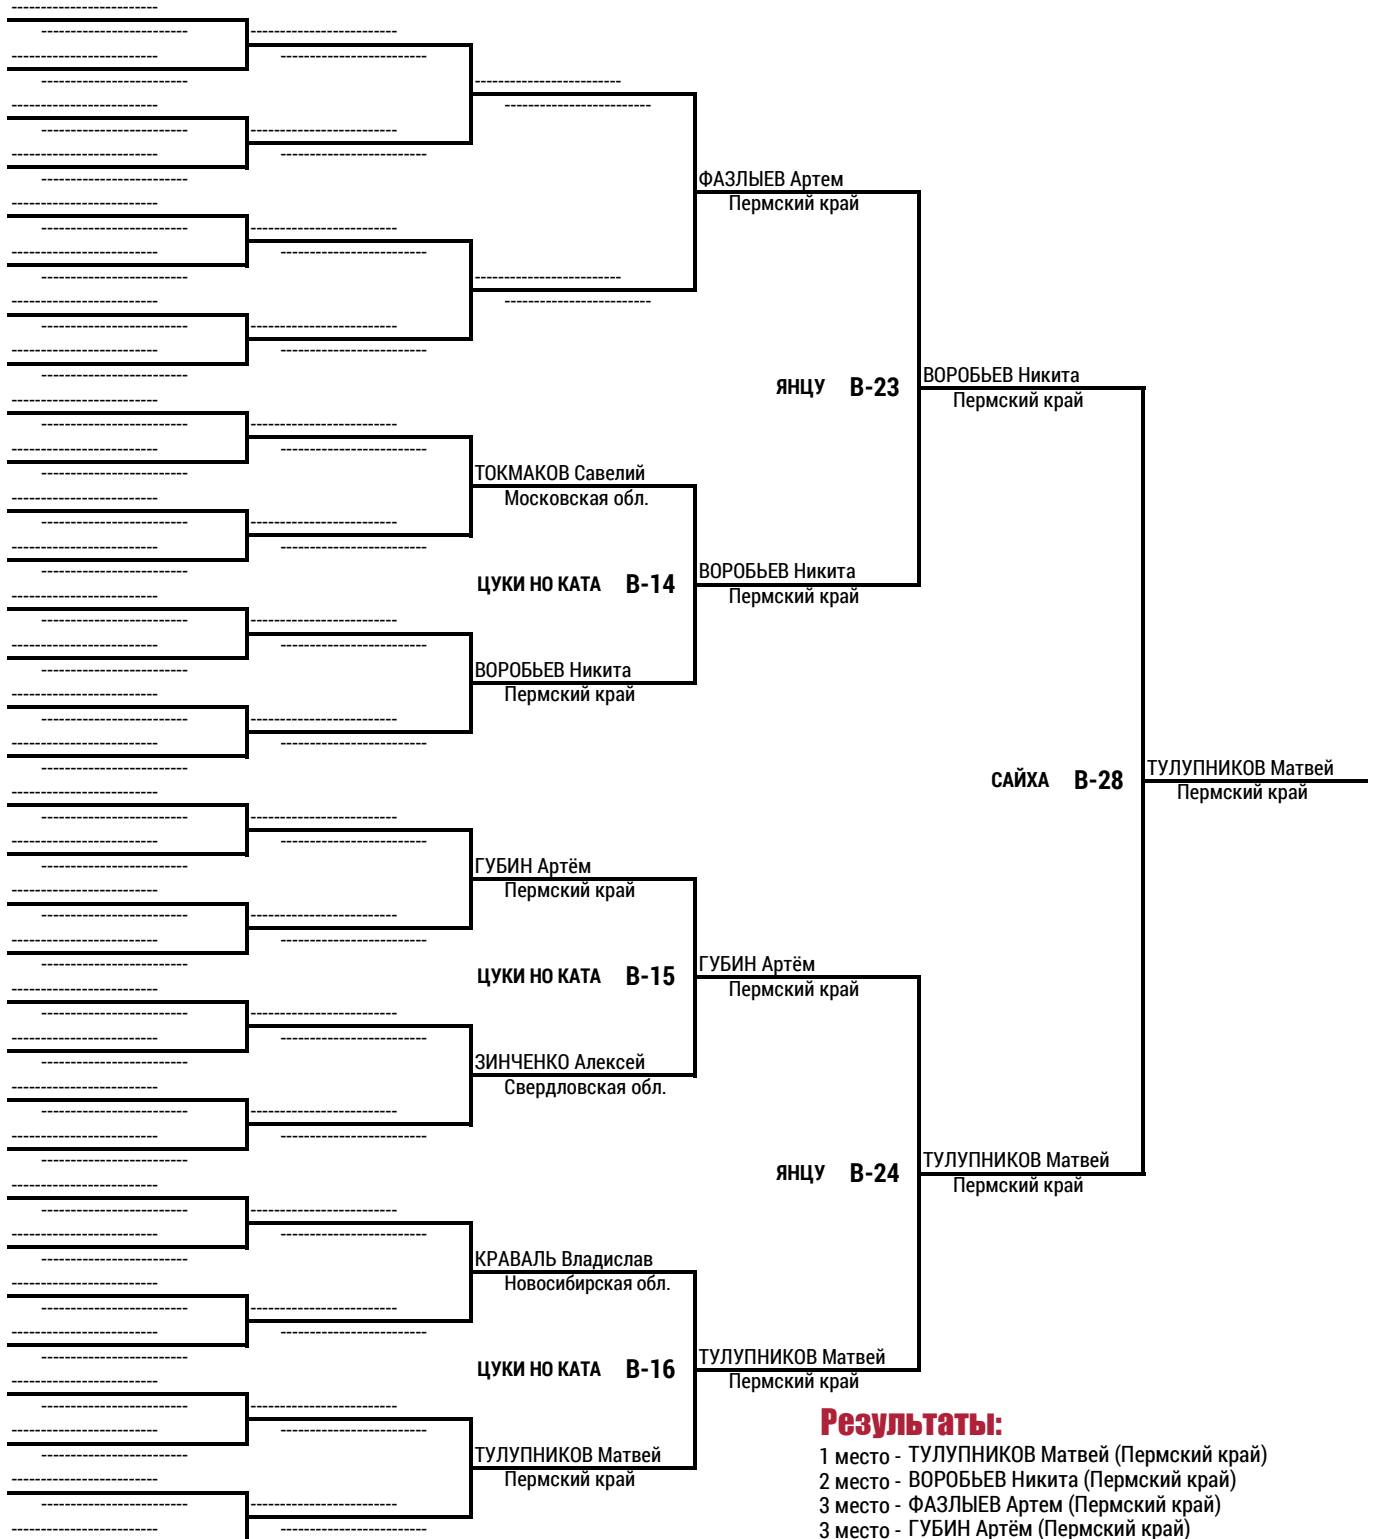 ФАЗЛЫЕВ Артем
Пермский край
ЯНЦУ B-23
ВОРОБЬЕВ Никита
Пермский край
ТОКМАКОВ Савелий
Московская обл.
ЦУКИ НО КАТА B-14
ВОРОБЬЕВ Никита
Пермский край
ВОРОБЬЕВ Никита
Пермский край
САЙХА B-28
ТУЛУПНИКОВ Матвей
Пермский край
ГУБИН Артём
Пермский край
ЦУКИ НО КАТА B-15
ГУБИН Артём
Пермский край
ЗИНЧЕНКО Алексей
Свердловская обл.
ЯНЦУ B-24
ТУЛУПНИКОВ Матвей
Пермский край
КРАВАЛЬ Владислав
Новосибирская обл.
ЦУКИ НО КАТА B-16
ТУЛУПНИКОВ Матвей
Пермский край
ТУЛУПНИКОВ Матвей
Пермский край
Результаты:
1 место - ТУЛУПНИКОВ Матвей (Пермский край)
2 место - ВОРОБЬЕВ Никита (Пермский край)
3 место - ФАЗЛЫЕВ Артем (Пермский край)
3 место - ГУБИН Артём (Пермский край)